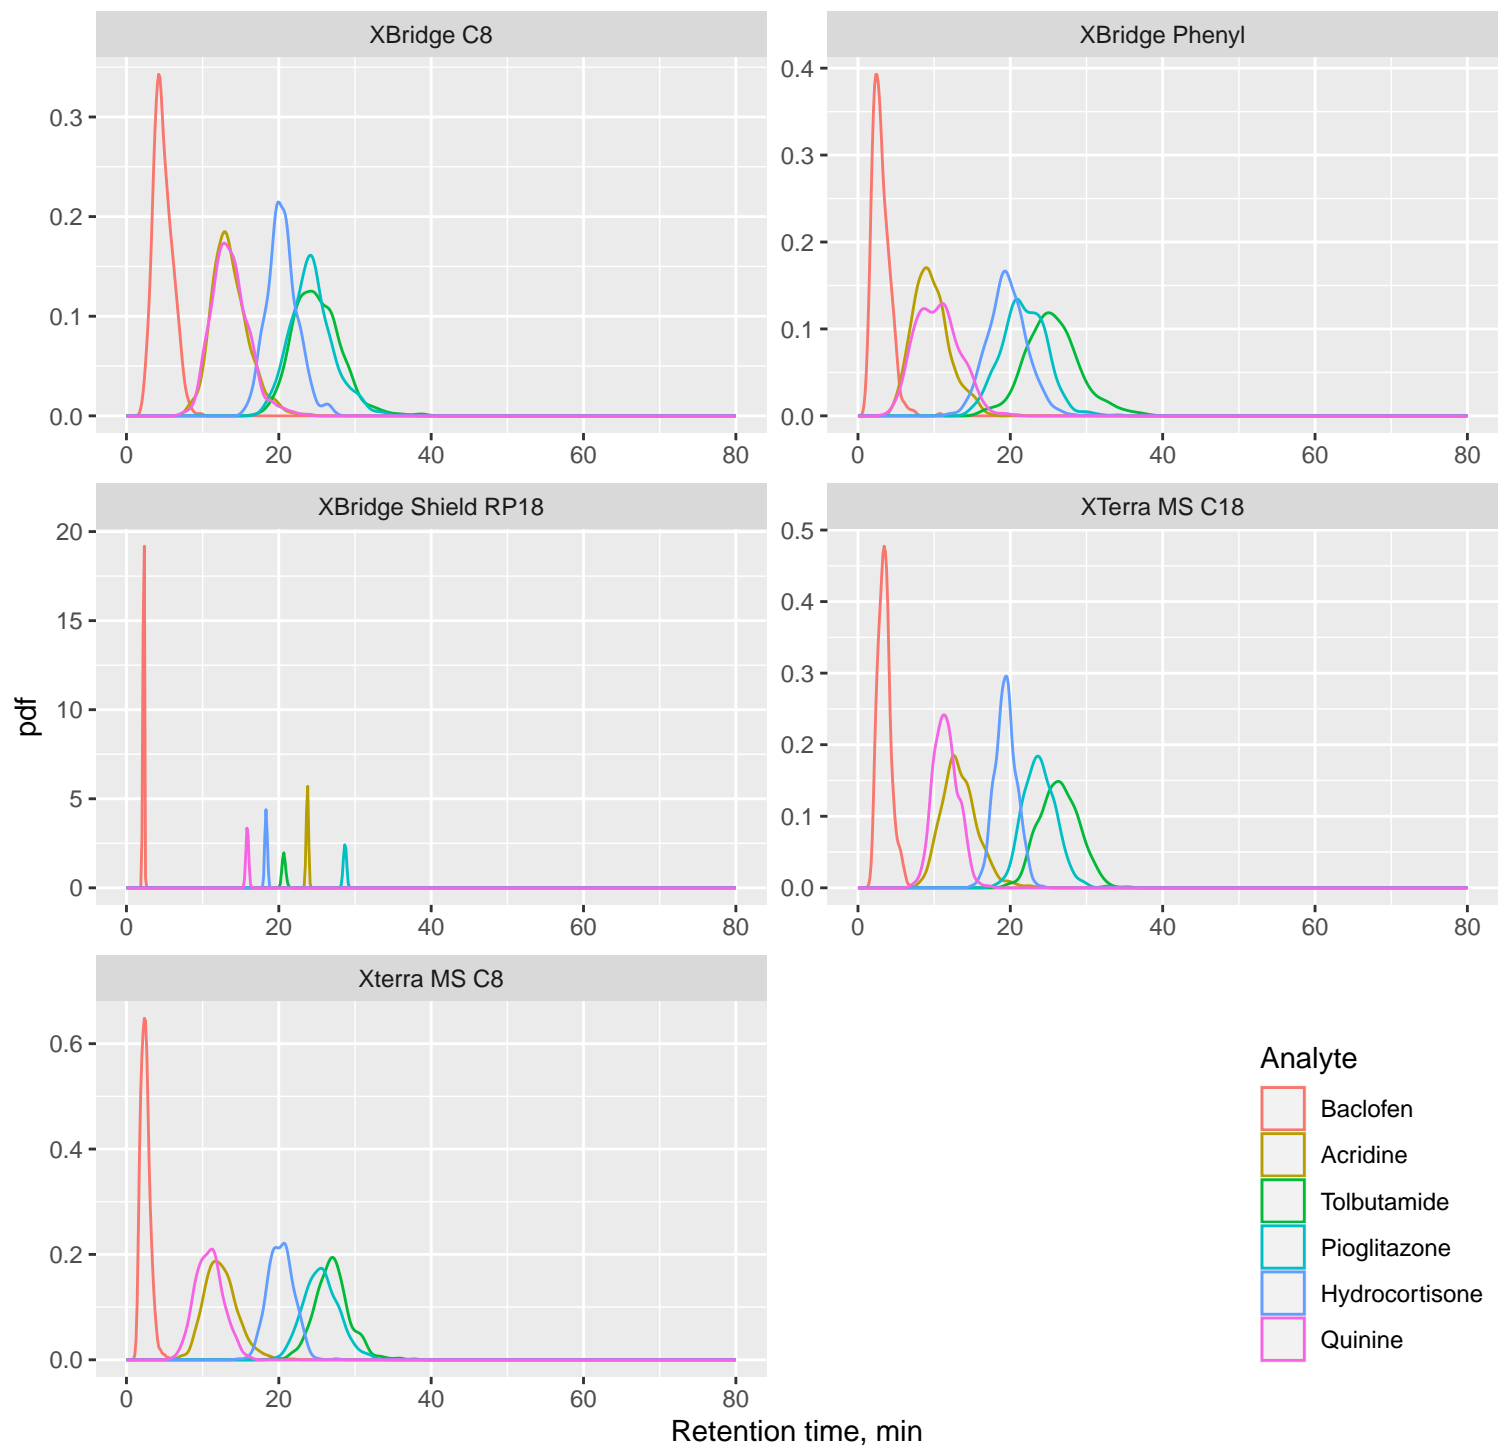 XBridge C8
0.3
0.2
0.1
0.0
0 20 40 60 80
XBridge Phenyl
0.4
0.3
0.2
0.1
0.0
0 20 40 60 80
XBridge Shield RP18
20
15
10
5
0
0 20 40 60 80
XTerra MS C18
0.5
0.4
0.3
0.2
0.1
0.0
0 20 40 60 80
Xterra MS C8
0.6
0.4
0.2
0.0
0 20 40 60 80
pdf
Retention time, min
Analyte
Baclofen
Acridine
Tolbutamide
Pioglitazone
Hydrocortisone
Quinine